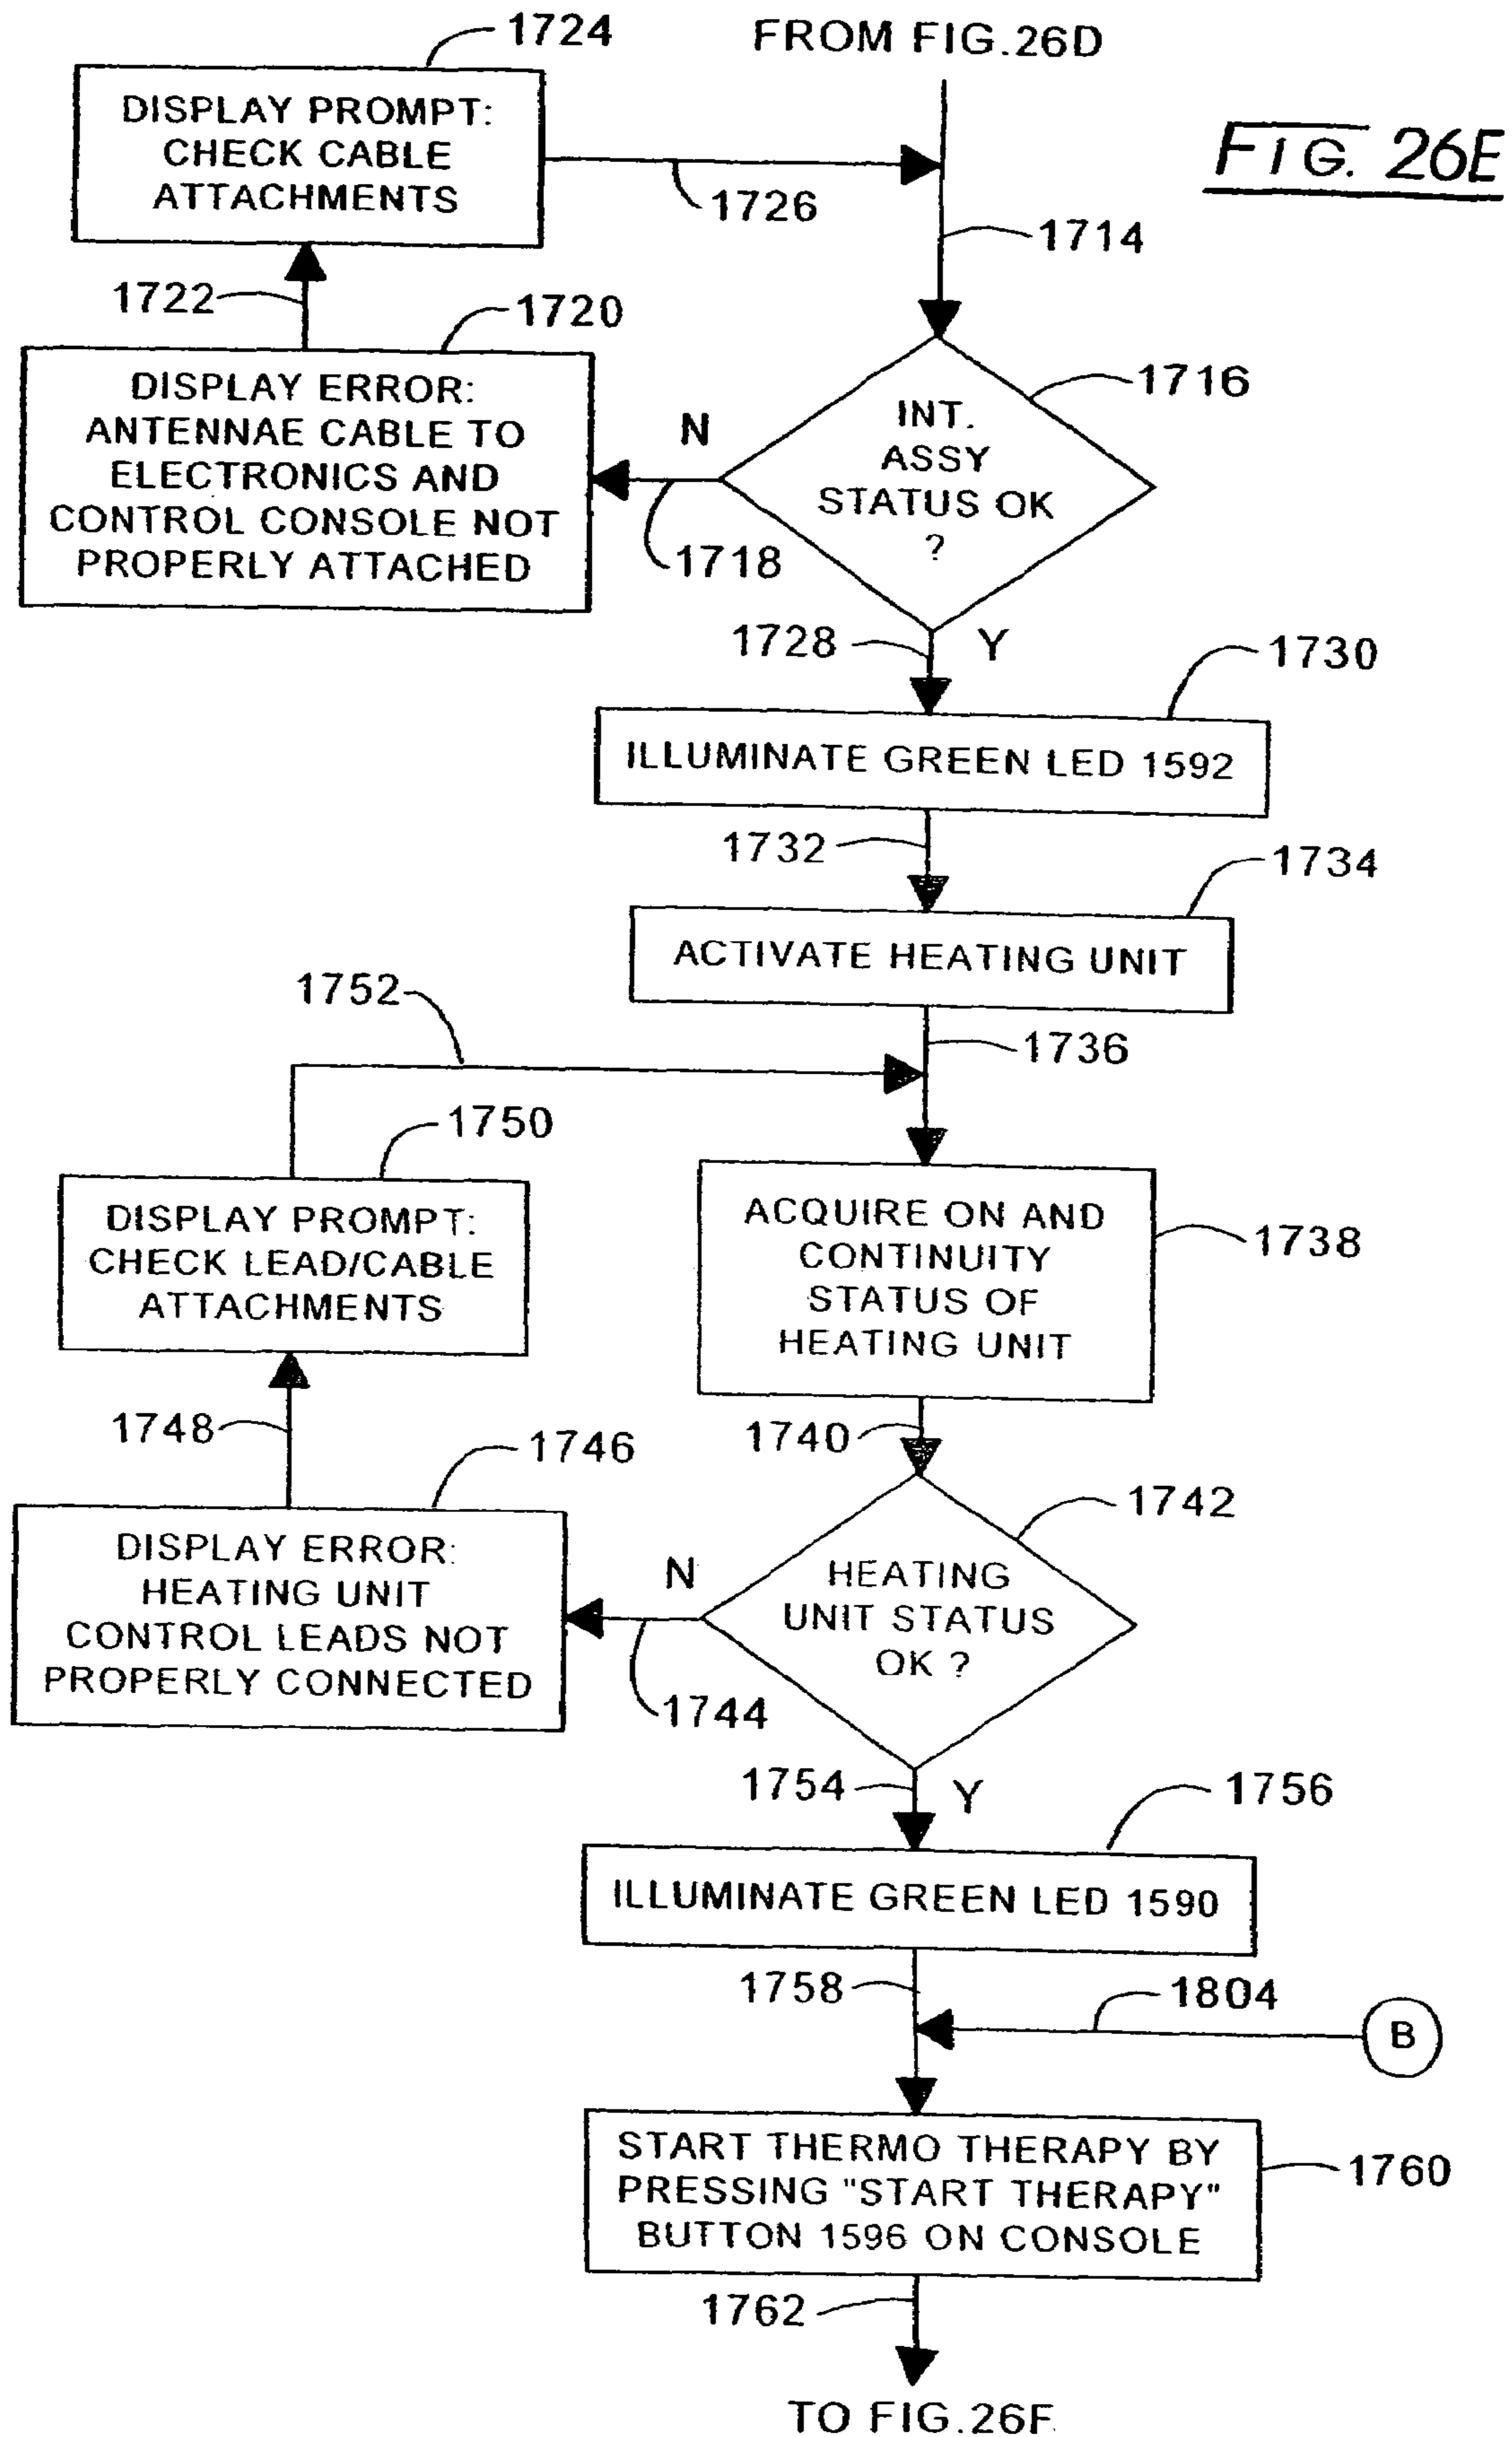 1724
FROM FIG.26D
DISPLAY PROMPT:
CHECK CABLE
ATTACHMENTS
FIG. 26E
1726
1714
1722
1720
DISPLAY ERROR:
ANTENNAE CABLE TO
ELECTRONICS AND
CONTROL CONSOLE NOT
PROPERLY ATTACHED
N
1718
1716
INT.
ASSY
STATUS OK
?
1728
Y
1730
ILLUMINATE GREEN LED 1592
1732
1734
ACTIVATE HEATING UNIT
1752
1736
1750
DISPLAY PROMPT:
CHECK LEAD/CABLE
ATTACHMENTS
ACQUIRE ON AND
CONTINUITY
STATUS OF
HEATING UNIT
1738
1748
1746
1740
1742
DISPLAY ERROR:
HEATING UNIT
CONTROL LEADS NOT
PROPERLY CONNECTED
N
1744
HEATING
UNIT STATUS
OK ?
1754
Y
1756
ILLUMINATE GREEN LED 1590
1758
1804
B
START THERMO THERAPY BY
PRESSING "START THERAPY"
BUTTON 1596 ON CONSOLE
1760
1762
TO FIG.26F